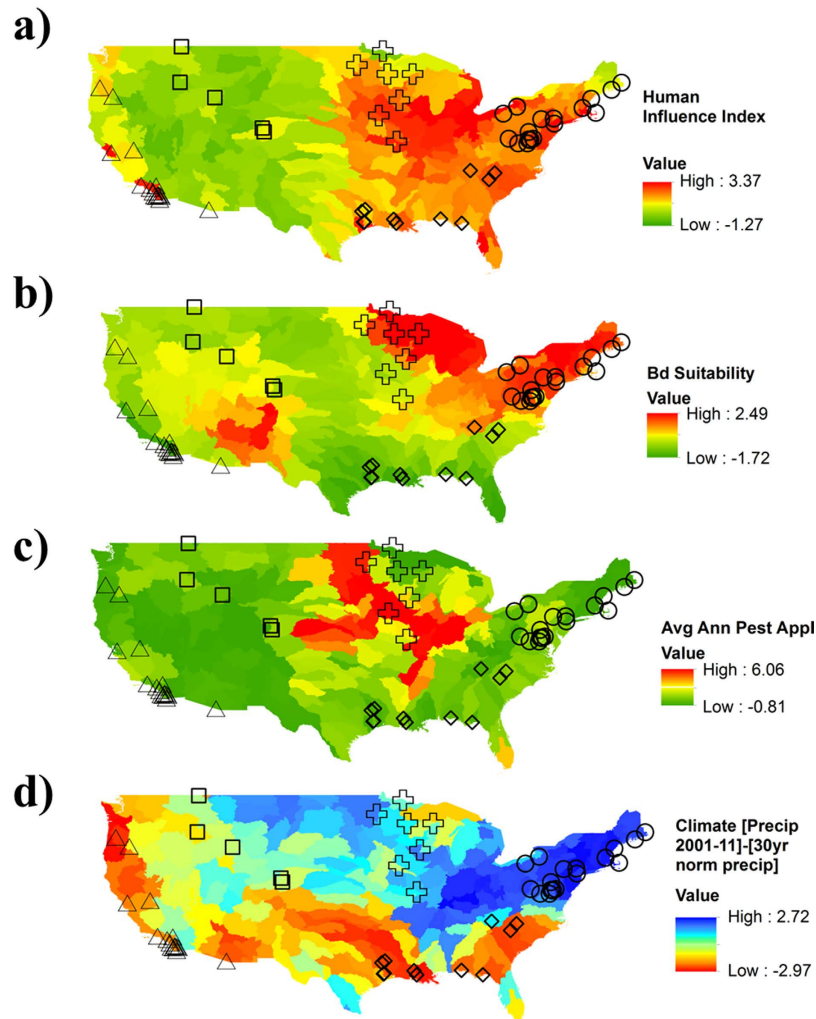 a)
Human
Influence Index
Value
High : 3.37
Low : -1.27
b)
Bd Suitability
Value
High : 2.49
Low : -1.72
c)
Avg Ann Pest Appl
Value
High : 6.06
Low : -0.81
d)
Climate [Precip
2001-11]-[30yr
norm precip]
Value
High : 2.72
Low : -2.97